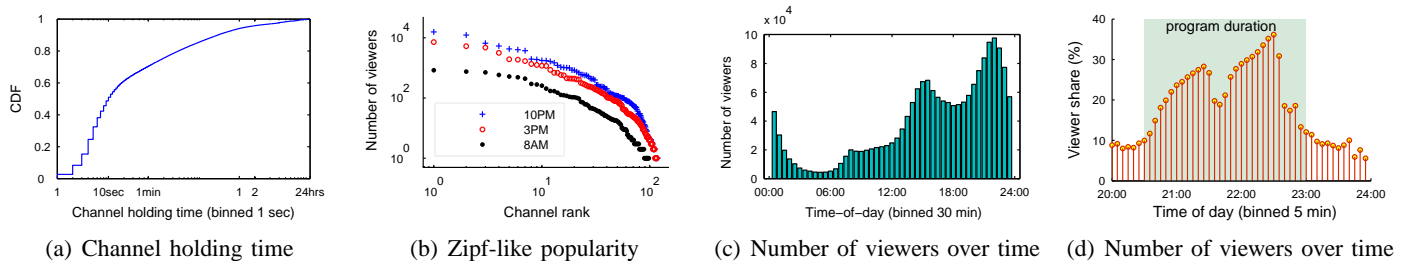 1
0.8
0.6
0.4
0.2
0
CDF
1 10sec 1min 1 2 24hrs
Channel holding time (binned 1 sec)
(a) Channel holding time
10^4
10^2
10^0
Number of viewers
10PM
3PM
8AM
10^0 10^1 10^2
Channel rank
(b) Zipf-like popularity
x 10^4
10
8
6
4
2
0
Number of viewers
00:00 06:00 12:00 18:00 24:00
Time-of-day (binned 30 min)
(c) Number of viewers over time
40
30
20
10
0
Viewer share (%)
program duration
20:00 21:00 22:00 23:00 24:00
Time of day (binned 5 min)
(d) Number of viewers over time